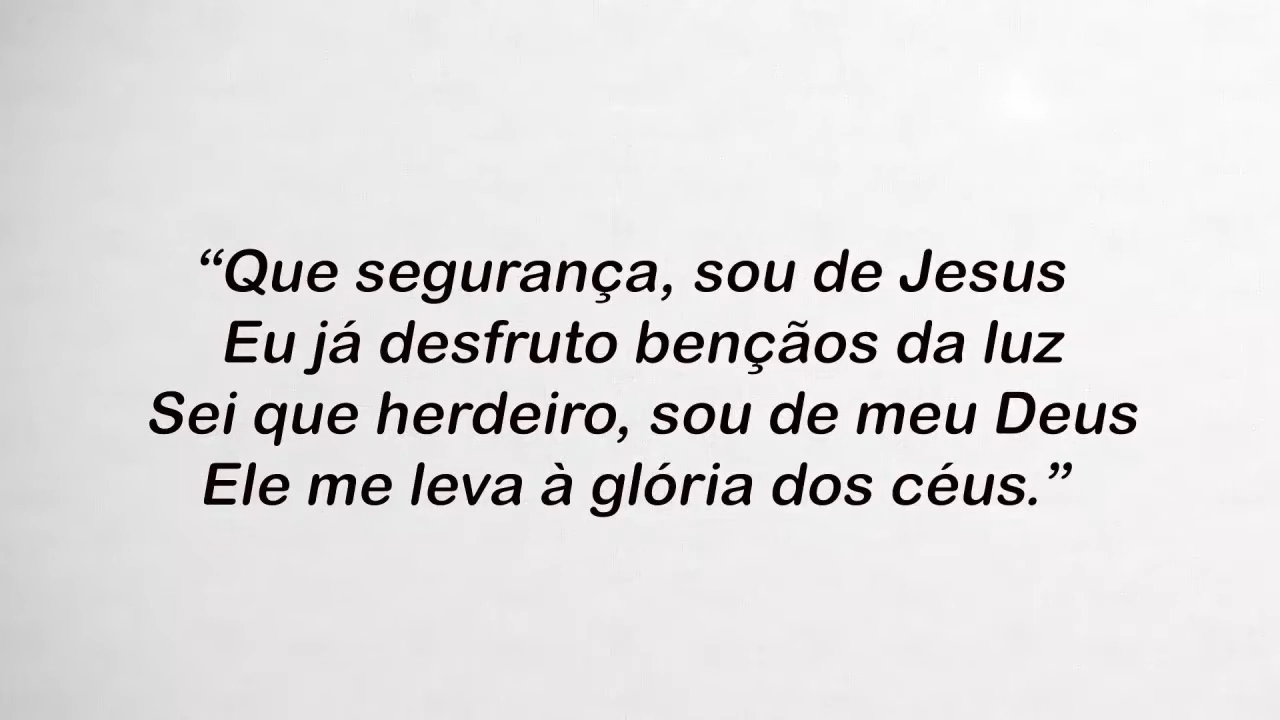 “Que segurança, sou de Jesus
Eu já desfruto bençãos da luz
Sei que herdeiro, sou de meu Deus
Ele me leva à glória dos céus.”